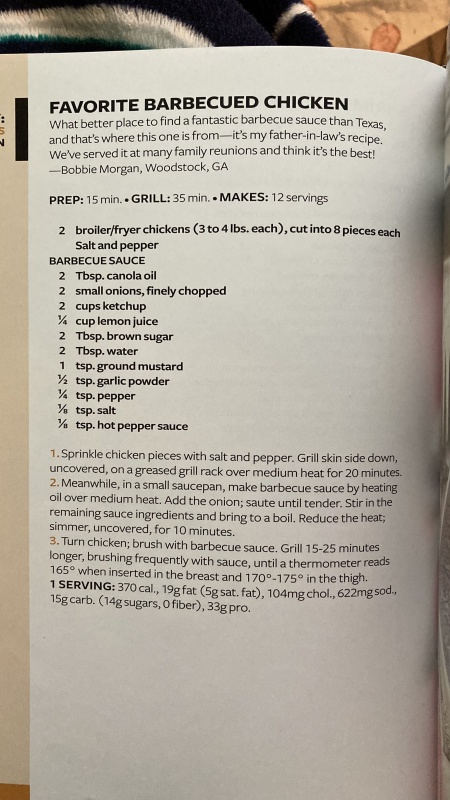 FAVORITE BARBECUED CHICKEN
What better place to find a fantastic barbecue sauce than Texas,
and that's where this one is from—it's my father-in-law's recipe.
We've served it at many family reunions and think it's the best!
—Bobbie Morgan, Woodstock, GA
PREP: 15 min. • GRILL: 35 min. • MAKES: 12 servings
2 broiler/fryer chickens (3 to 4 lbs. each), cut into 8 pieces each
Salt and pepper
BARBECUE SAUCE
2 Tbsp. canola oil
2 small onions, finely chopped
2 cups ketchup
¼ cup lemon juice
2 Tbsp. brown sugar
2 Tbsp. water
1 tsp. ground mustard
½ tsp. garlic powder
¼ tsp. pepper
⅛ tsp. salt
⅛ tsp. hot pepper sauce
1. Sprinkle chicken pieces with salt and pepper. Grill skin side down,
uncovered, on a greased grill rack over medium heat for 20 minutes.
2. Meanwhile, in a small saucepan, make barbecue sauce by heating
oil over medium heat. Add the onion; saute until tender. Stir in the
remaining sauce ingredients and bring to a boil. Reduce the heat;
simmer, uncovered, for 10 minutes.
3. Turn chicken; brush with barbecue sauce. Grill 15-25 minutes
longer, brushing frequently with sauce, until a thermometer reads
165° when inserted in the breast and 170°-175° in the thigh.
1 SERVING: 370 cal., 19g fat (5g sat. fat), 104mg chol., 622mg sod.,
15g carb. (14g sugars, 0 fiber), 33g pro.